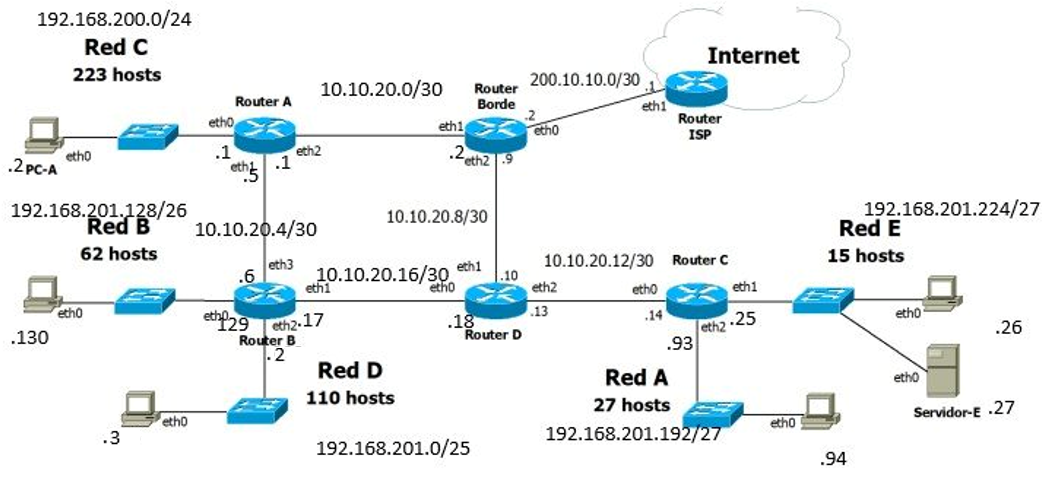 192.168.200.0/24
Red C
223 hosts
Internet
200.10.10.0/30
.1
eth1
Router
ISP
10.10.20.0/30
Router
Borde
.2
eth0
Router A
eth0
.1
eth1
.5
.1
eth2
eth1
.2
eth2
.9
.2
PC-A
eth0
192.168.201.128/26
Red B
62 hosts
10.10.20.4/30
10.10.20.8/30
192.168.201.224/27
Red E
15 hosts
.6
eth3
10.10.20.16/30
eth1
eth0
eth1
.10
10.10.20.12/30
eth2
.13
Router C
eth0
.14
eth1
.25
eth2
.93
eth0
.130
eth0
129
Router B
eth2
.17
.2
.18
Router D
eth0
.26
eth0
Servidor-E
.27
Red D
110 hosts
eth0
.3
192.168.201.0/25
Red A
27 hosts
192.168.201.192/27
eth0
.94